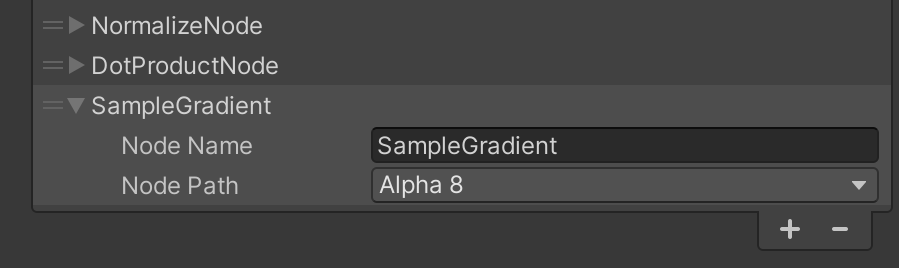 NormalizeNode
DotProductNode
SampleGradient
Node Name SampleGradient
Node Path Alpha 8